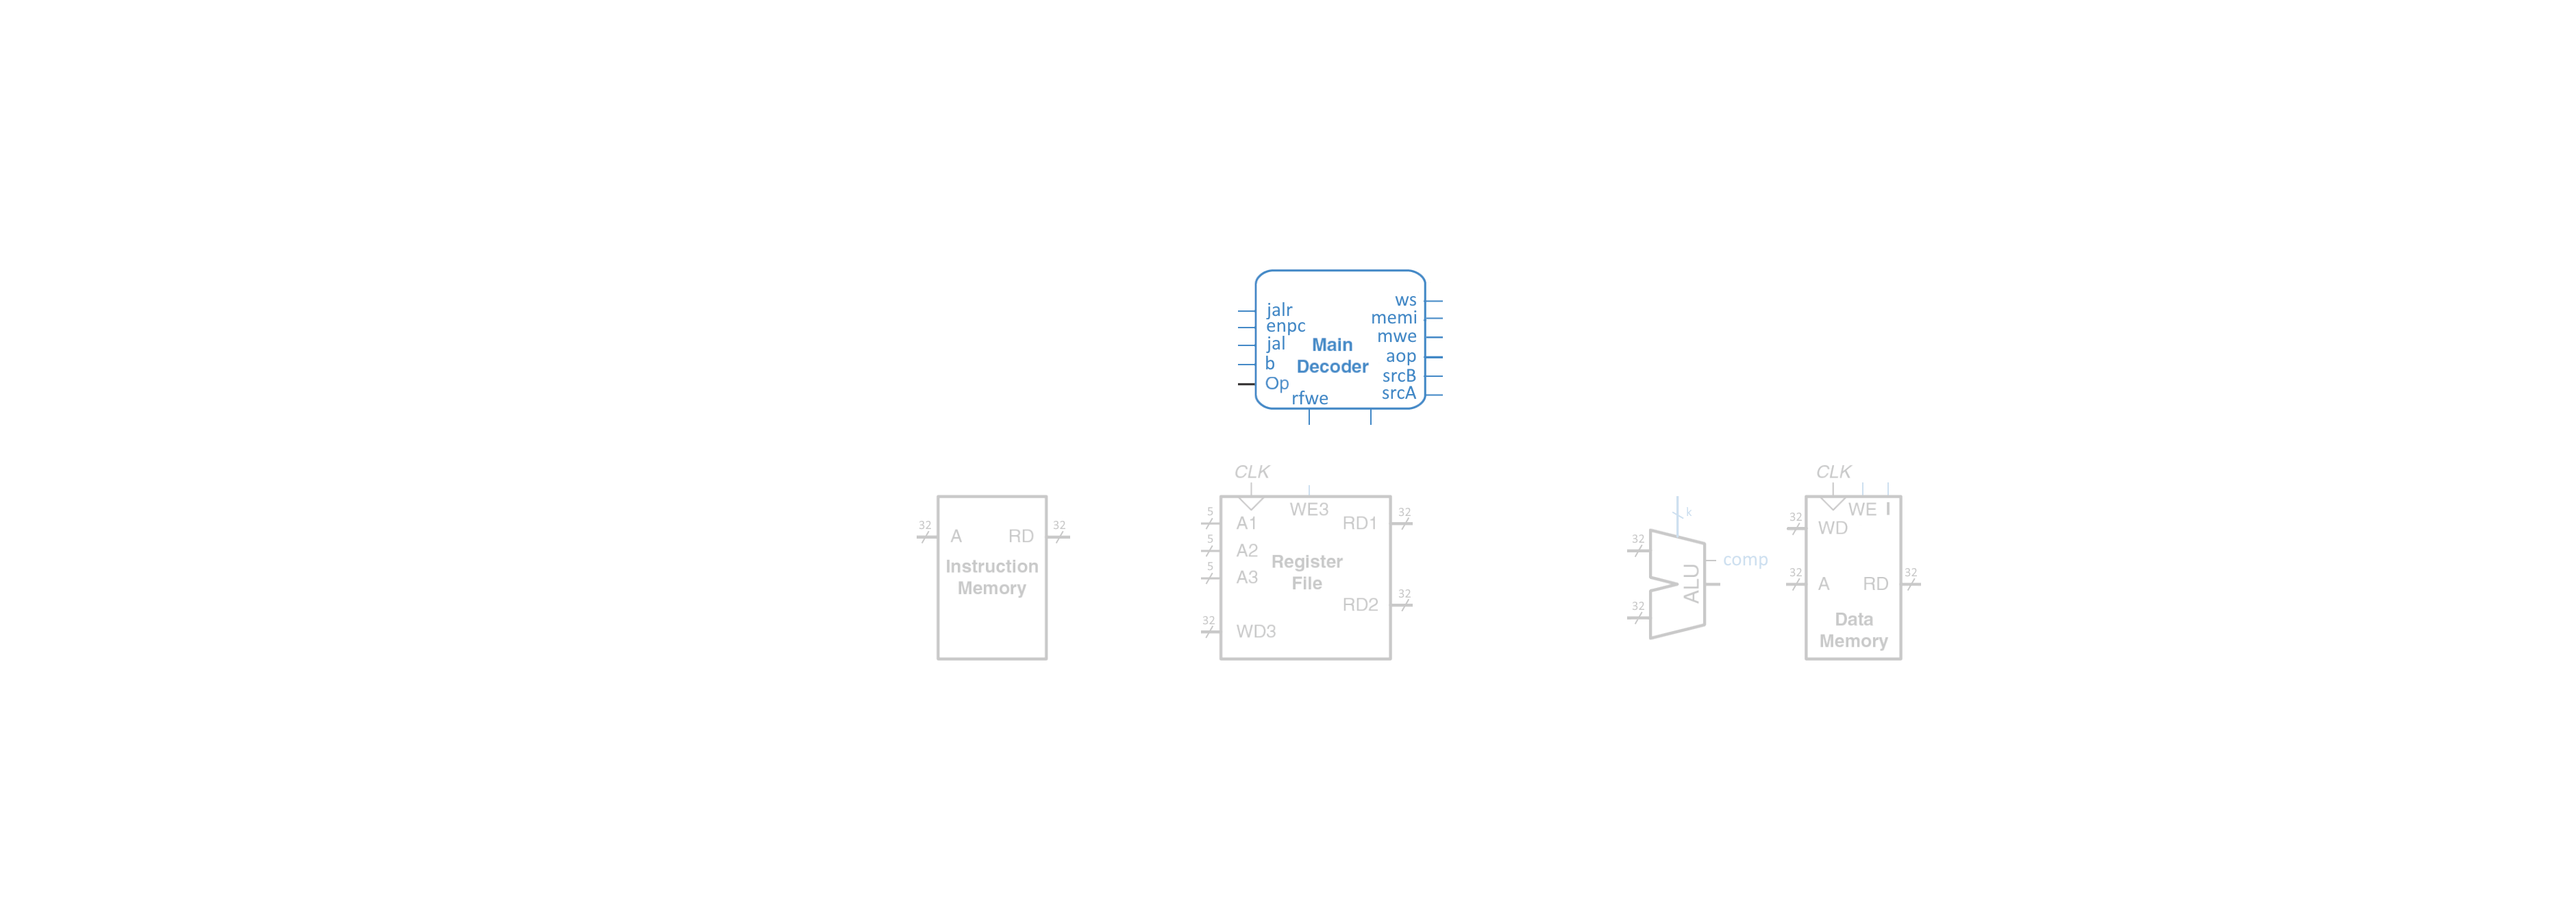 jalr
enpc
jal
b
Op
rfwe
Main
Decoder
ws
memi
mwe
aop
srcB
srcA
32
A
RD
32
Instruction
Memory
CLK
WE3
5
A1
5
A2
5
A3
32
WD3
RD1
32
RD2
32
Register
File
k
32
32
ALU
comp
CLK
WE I
32
WD
32
A
RD
32
Data
Memory